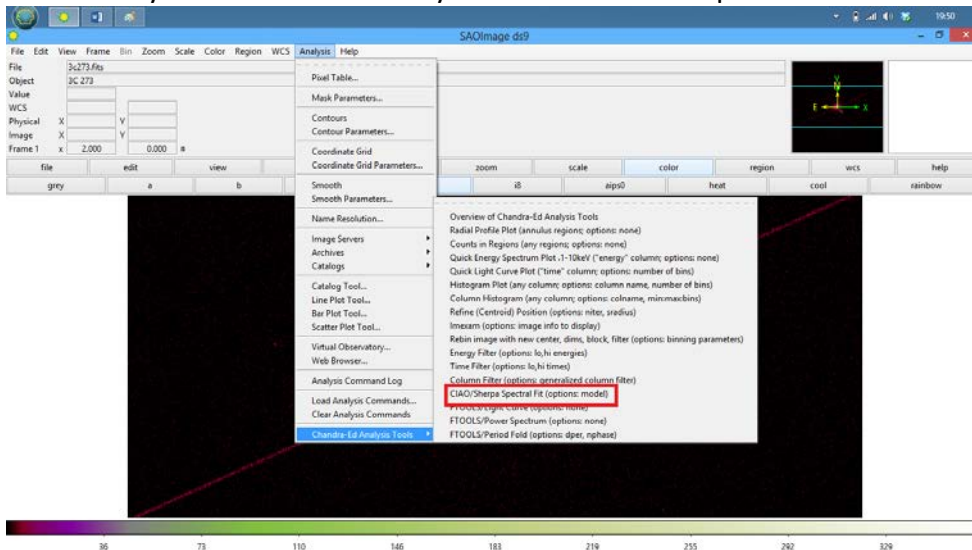 19:50
SAOImage ds9
File Edit View Frame Bin Zoom Scale Color Region WCS Analysis Help
File 3c273.fits
Object 3C 273
Value
WCS
Physical X Y
Image X Y
Frame 1 x 2.000 0.000 °
Y
E X
file edit view zoom scale color region wcs help
grey a b i8 aips0 heat cool rainbow
Pixel Table...
Mask Parameters...
Contours
Contour Parameters...
Coordinate Grid
Coordinate Grid Parameters...
Smooth
Smooth Parameters...
Name Resolution...
Image Servers
Archives
Catalogs
Catalog Tool...
Line Plot Tool...
Bar Plot Tool...
Scatter Plot Tool...
Virtual Observatory...
Web Browser...
Analysis Command Log
Load Analysis Commands...
Clear Analysis Commands
Chandra-Ed Analysis Tools
Overview of Chandra-Ed Analysis Tools
Radial Profile Plot (annulus regions; options: none)
Counts in Regions (any regions; options: none)
Quick Energy Spectrum Plot .1-10keV ("energy" column; options: none)
Quick Light Curve Plot ("time" column; options: number of bins)
Histogram Plot (any column; options: column name, number of bins)
Column Histogram (any column; options: colname, min:max:bins)
Refine (Centroid) Position (options: niter, sradius)
Imexam (options: image info to display)
Rebin image with new center, dims, block, filter (options: binning parameters)
Energy Filter (options: lo,hi energies)
Time Filter (options: lo,hi times)
Column Filter (options: generalized column filter)
CIAO/Sherpa Spectral Fit (options: model)
FTOOLS/Light Curve (options: none)
FTOOLS/Power Spectrum (options: none)
FTOOLS/Period Fold (options: dper, nphase)
36 73 110 146 183 219 255 292 329